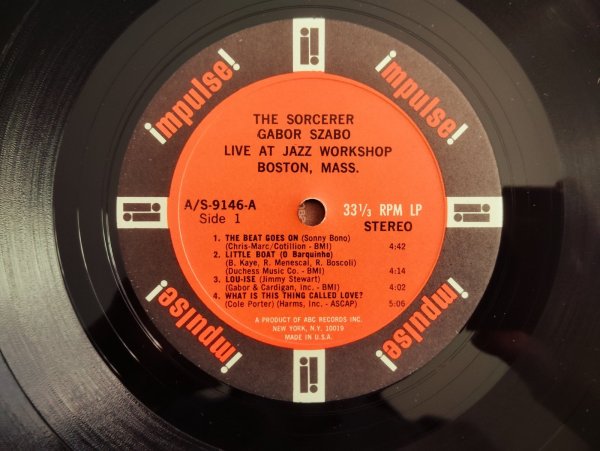 impulse!
i!
impulse!
THE SORCERER
GABOR SZABO
LIVE AT JAZZ WORKSHOP
BOSTON, MASS.
i!
i!
A/S-9146-A
Side 1
33 1/3 RPM LP
STEREO
1. THE BEAT GOES ON (Sonny Bono)
(Chris-Marc/Cotillion - BMI) 4:42
2. LITTLE BOAT (O Barquinho)
(B. Kaye, R. Menescal, R. Boscoli)
(Duchess Music Co. - BMI) 4:14
3. LOU-ISE (Jimmy Stewart)
(Gabor & Cardigan, Inc. - BMI) 4:02
4. WHAT IS THIS THING CALLED LOVE?
(Cole Porter) (Harms, Inc. - ASCAP) 5:06
A PRODUCT OF ABC RECORDS INC.
NEW YORK, N.Y. 10019
MADE IN U.S.A.
impulse!
i!
impulse!